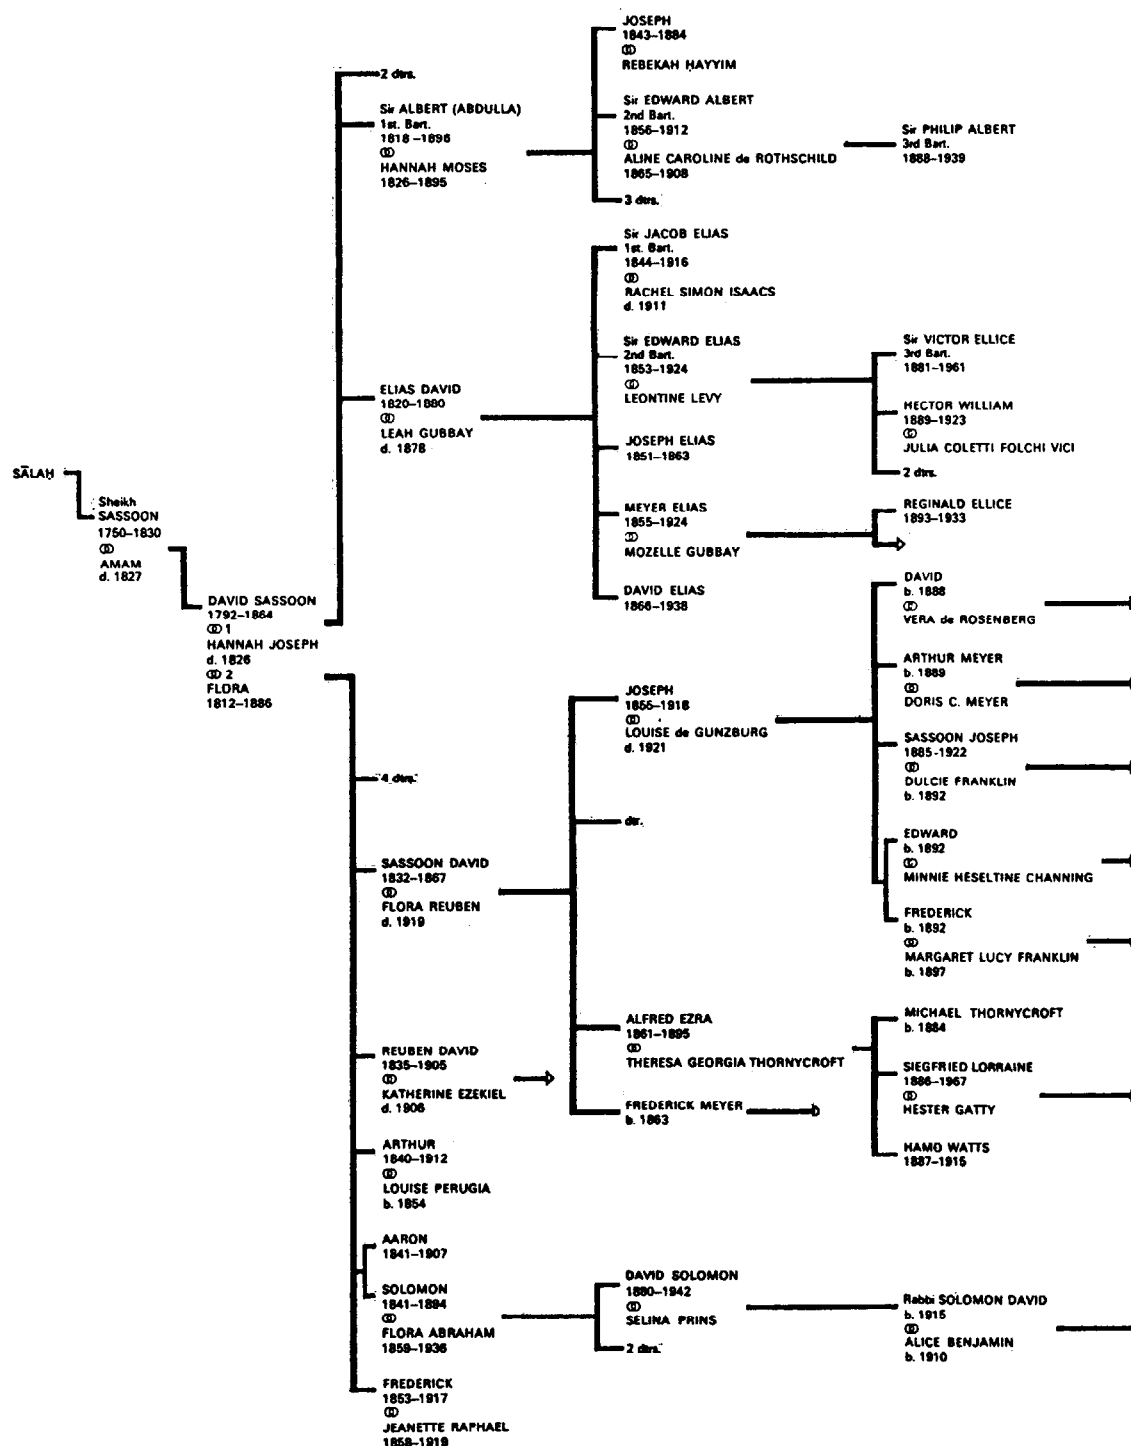 SĀLAḤ
Sheikh
SASSOON
1750–1830
AMAM
d. 1827
DAVID SASSOON
1792–1864
1
HANNAH JOSEPH
d. 1826
2
FLORA
1812–1886
2 dtrs.
Sir ALBERT (ABDULLA)
1st. Bart.
1818–1896
HANNAH MOSES
1826–1895
ELIAS DAVID
1820–1880
LEAH GUBBAY
d. 1878
4 dtrs.
SASSOON DAVID
1832–1867
FLORA REUBEN
d. 1919
REUBEN DAVID
1835–1905
KATHERINE EZEKIEL
d. 1906
ARTHUR
1840–1912
LOUISE PERUGIA
b. 1854
AARON
1841–1907
SOLOMON
1841–1894
FLORA ABRAHAM
1859–1936
FREDERICK
1853–1917
JEANETTE RAPHAEL
1858–1919
JOSEPH
1843–1884
REBEKAH HAYYIM
Sir EDWARD ALBERT
2nd Bart.
1856–1912
ALINE CAROLINE de ROTHSCHILD
1865–1908
3 dtrs.
Sir JACOB ELIAS
1st. Bart.
1844–1916
RACHEL SIMON ISAACS
d. 1911
Sir EDWARD ELIAS
2nd Bart.
1853–1924
LEONTINE LEVY
JOSEPH ELIAS
1851–1863
MEYER ELIAS
1855–1924
MOZELLE GUBBAY
DAVID ELIAS
1866–1938
JOSEPH
1855–1918
LOUISE de GUNZBURG
d. 1921
dtr.
ALFRED EZRA
1861–1895
THERESA GEORGIA THORNYCROFT
FREDERICK MEYER
b. 1863
DAVID SOLOMON
1880–1942
SELINA PRINS
2 dtrs.
Sir PHILIP ALBERT
3rd Bart.
1888–1939
Sir VICTOR ELLICE
3rd Bart.
1881–1961
HECTOR WILLIAM
1889–1923
JULIA COLETTI FOLCHI VICI
2 dtrs.
REGINALD ELLICE
1893–1933
DAVID
b. 1888
VERA de ROSENBERG
ARTHUR MEYER
b. 1889
DORIS C. MEYER
SASSOON JOSEPH
1885-1922
DULCIE FRANKLIN
b. 1892
EDWARD
b. 1892
MINNIE HESELTINE CHANNING
FREDERICK
b. 1892
MARGARET LUCY FRANKLIN
b. 1897
MICHAEL THORNYCROFT
b. 1884
SIEGFRIED LORRAINE
1886–1967
HESTER GATTY
HAMO WATTS
1887–1915
Rabbi SOLOMON DAVID
b. 1915
ALICE BENJAMIN
b. 1910